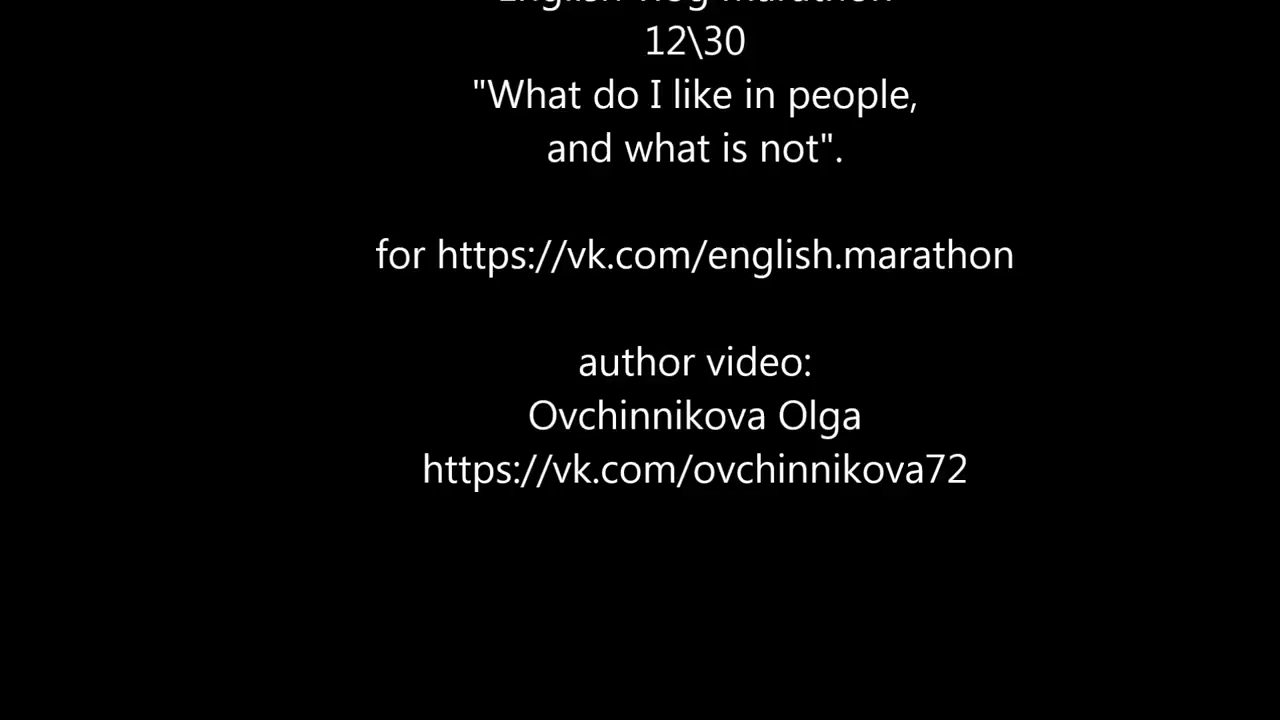 12\30
"What do I like in people,
and what is not".
for https://vk.com/english.marathon
author video:
Ovchinnikova Olga
https://vk.com/ovchinnikova72